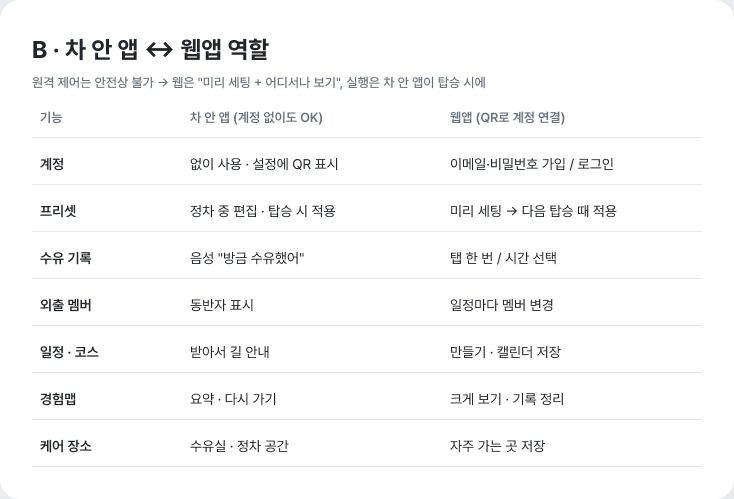 B · 차 안 앱 ↔ 웹앱 역할
원격 제어는 안전상 불가 → 웹은 "미리 세팅 + 어디서나 보기", 실행은 차 안 앱이 탑승 시에
기능 차 안 앱 (계정 없이도 OK) 웹앱 (QR로 계정 연결)
계정 없이 사용 · 설정에 QR 표시 이메일·비밀번호 가입 / 로그인
프리셋 정차 중 편집 · 탑승 시 적용 미리 세팅 → 다음 탑승 때 적용
수유 기록 음성 "방금 수유했어" 탭 한 번 / 시간 선택
외출 멤버 동반자 표시 일정마다 멤버 변경
일정 · 코스 받아서 길 안내 만들기 · 캘린더 저장
경험맵 요약 · 다시 가기 크게 보기 · 기록 정리
케어 장소 수유실 · 정차 공간 자주 가는 곳 저장